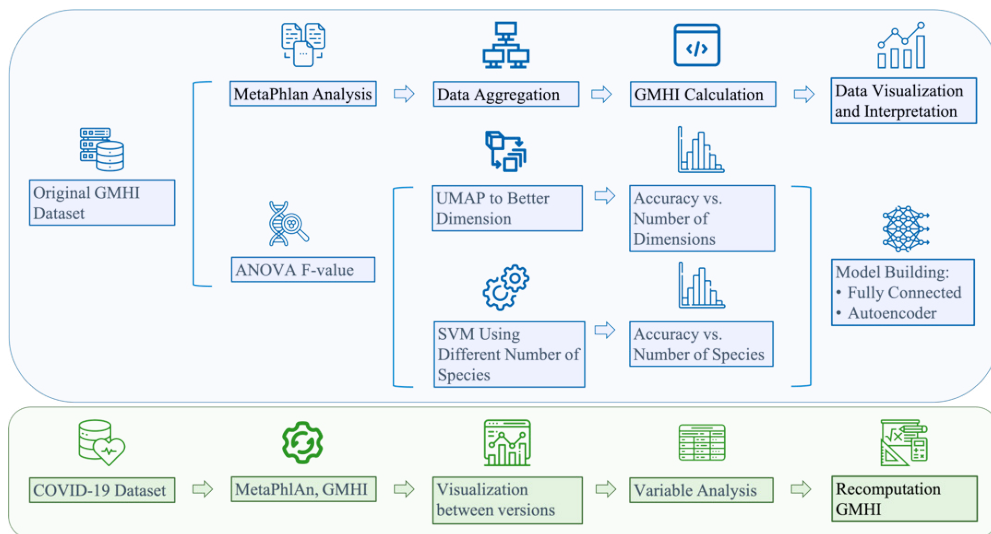 MetaPhlan Analysis
Data Aggregation
GMHI Calculation
Data Visualization
and Interpretation
Original GMHI
Dataset
UMAP to Better
Dimension
Accuracy vs.
Number of
Dimensions
ANOVA F-value
Model Building:
• Fully Connected
• Autoencoder
SVM Using
Different Number of
Species
Accuracy vs.
Number of Species
COVID-19 Dataset
MetaPhlAn, GMHI
Visualization
between versions
Variable Analysis
Recomputation
GMHI